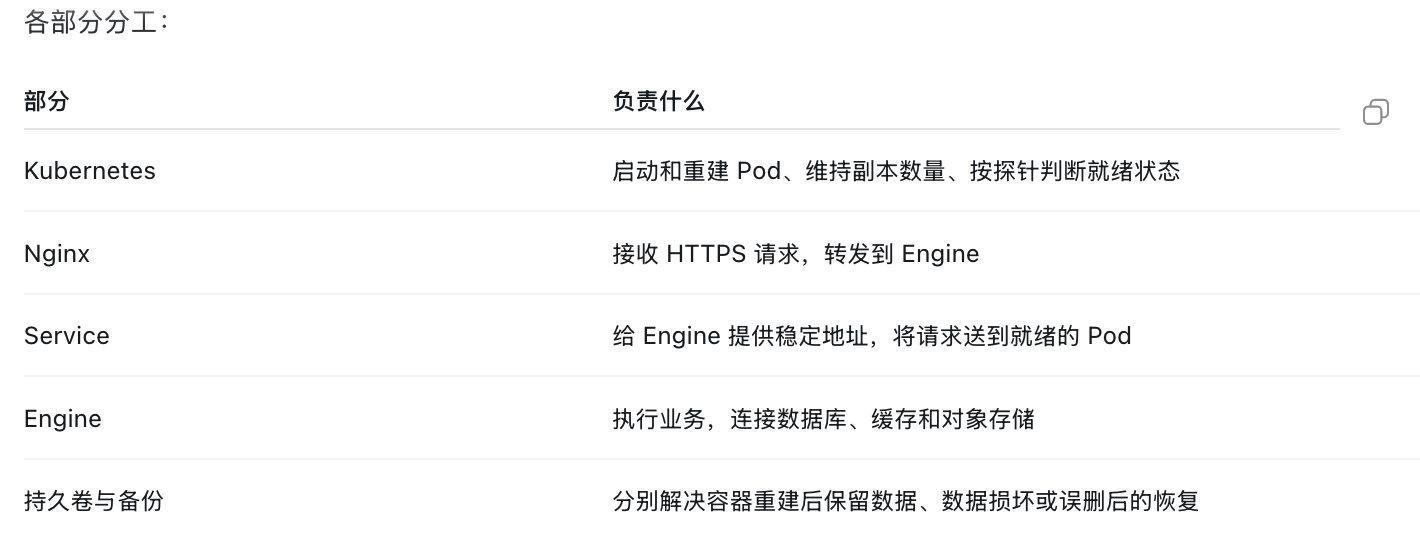 各部分分工：
部分 负责什么
Kubernetes 启动和重建 Pod、维持副本数量、按探针判断就绪状态
Nginx 接收 HTTPS 请求，转发到 Engine
Service 给 Engine 提供稳定地址，将请求送到就绪的 Pod
Engine 执行业务，连接数据库、缓存和对象存储
持久卷与备份 分别解决容器重建后保留数据、数据损坏或误删后的恢复